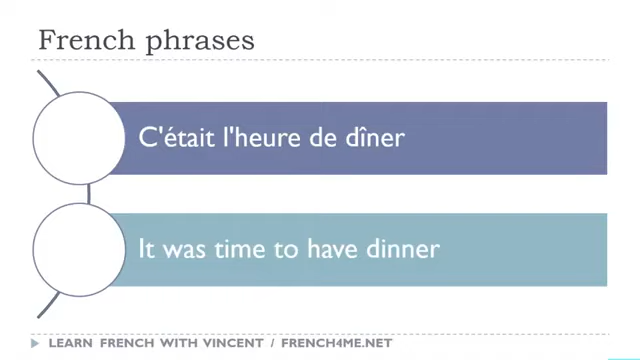 French phrases
C'était l'heure de dîner
It was time to have dinner
LEARN FRENCH WITH VINCENT / FRENCH4ME.NET